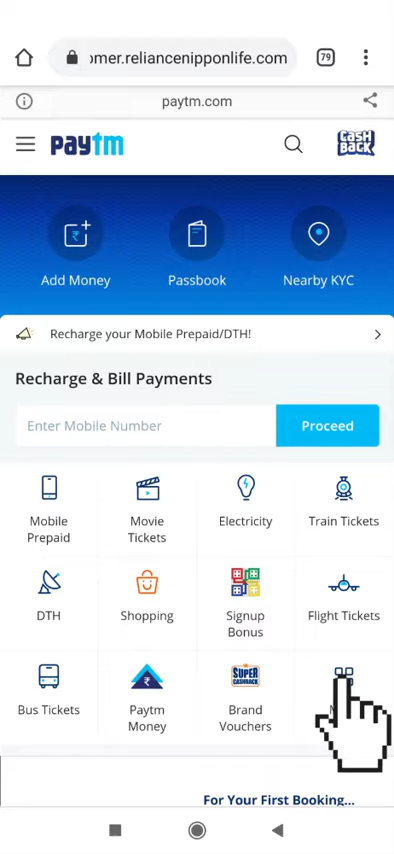 omer.reliancenipponlife.com
79
paytm.com
paytm
CASH
BACK
Add Money
Passbook
Nearby KYC
Recharge your Mobile Prepaid/DTH!
Recharge & Bill Payments
Enter Mobile Number
Proceed
Mobile
Prepaid
Movie
Tickets
Electricity
Train Tickets
DTH
Shopping
Signup
Bonus
Flight Tickets
Bus Tickets
Paytm
Money
SUPER
CASHBACK
Brand
Vouchers
For Your First Booking...